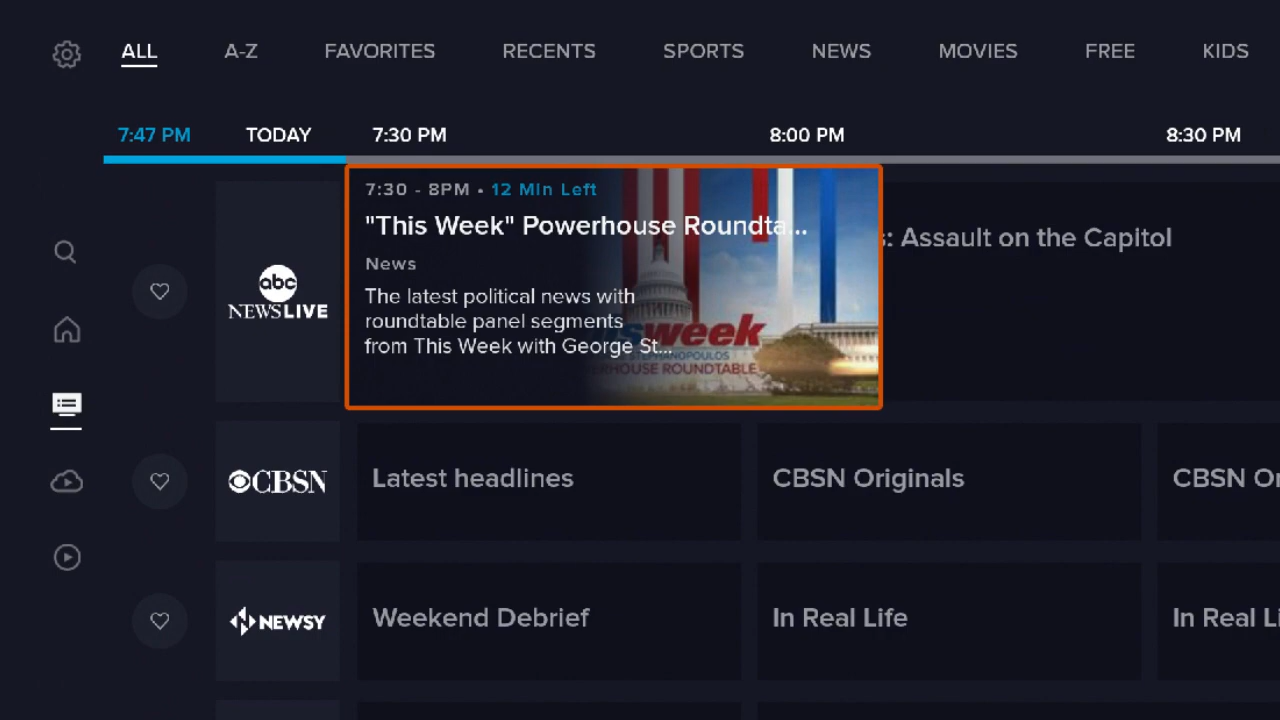 ALL A-Z FAVORITES RECENTS SPORTS NEWS MOVIES FREE KIDS
7:47 PM TODAY 7:30 PM 8:00 PM 8:30 PM
7:30 - 8PM • 12 Min Left
"This Week" Powerhouse Roundta...
News
The latest political news with
roundtable panel segments
from This Week with George St...
week
STEPHANOPOULOS
HOUSE ROUNDTABLE
: Assault on the Capitol
abc
NEWSLIVE
CBSN Latest headlines CBSN Originals CBSN Or
NEWSY Weekend Debrief In Real Life In Real Li